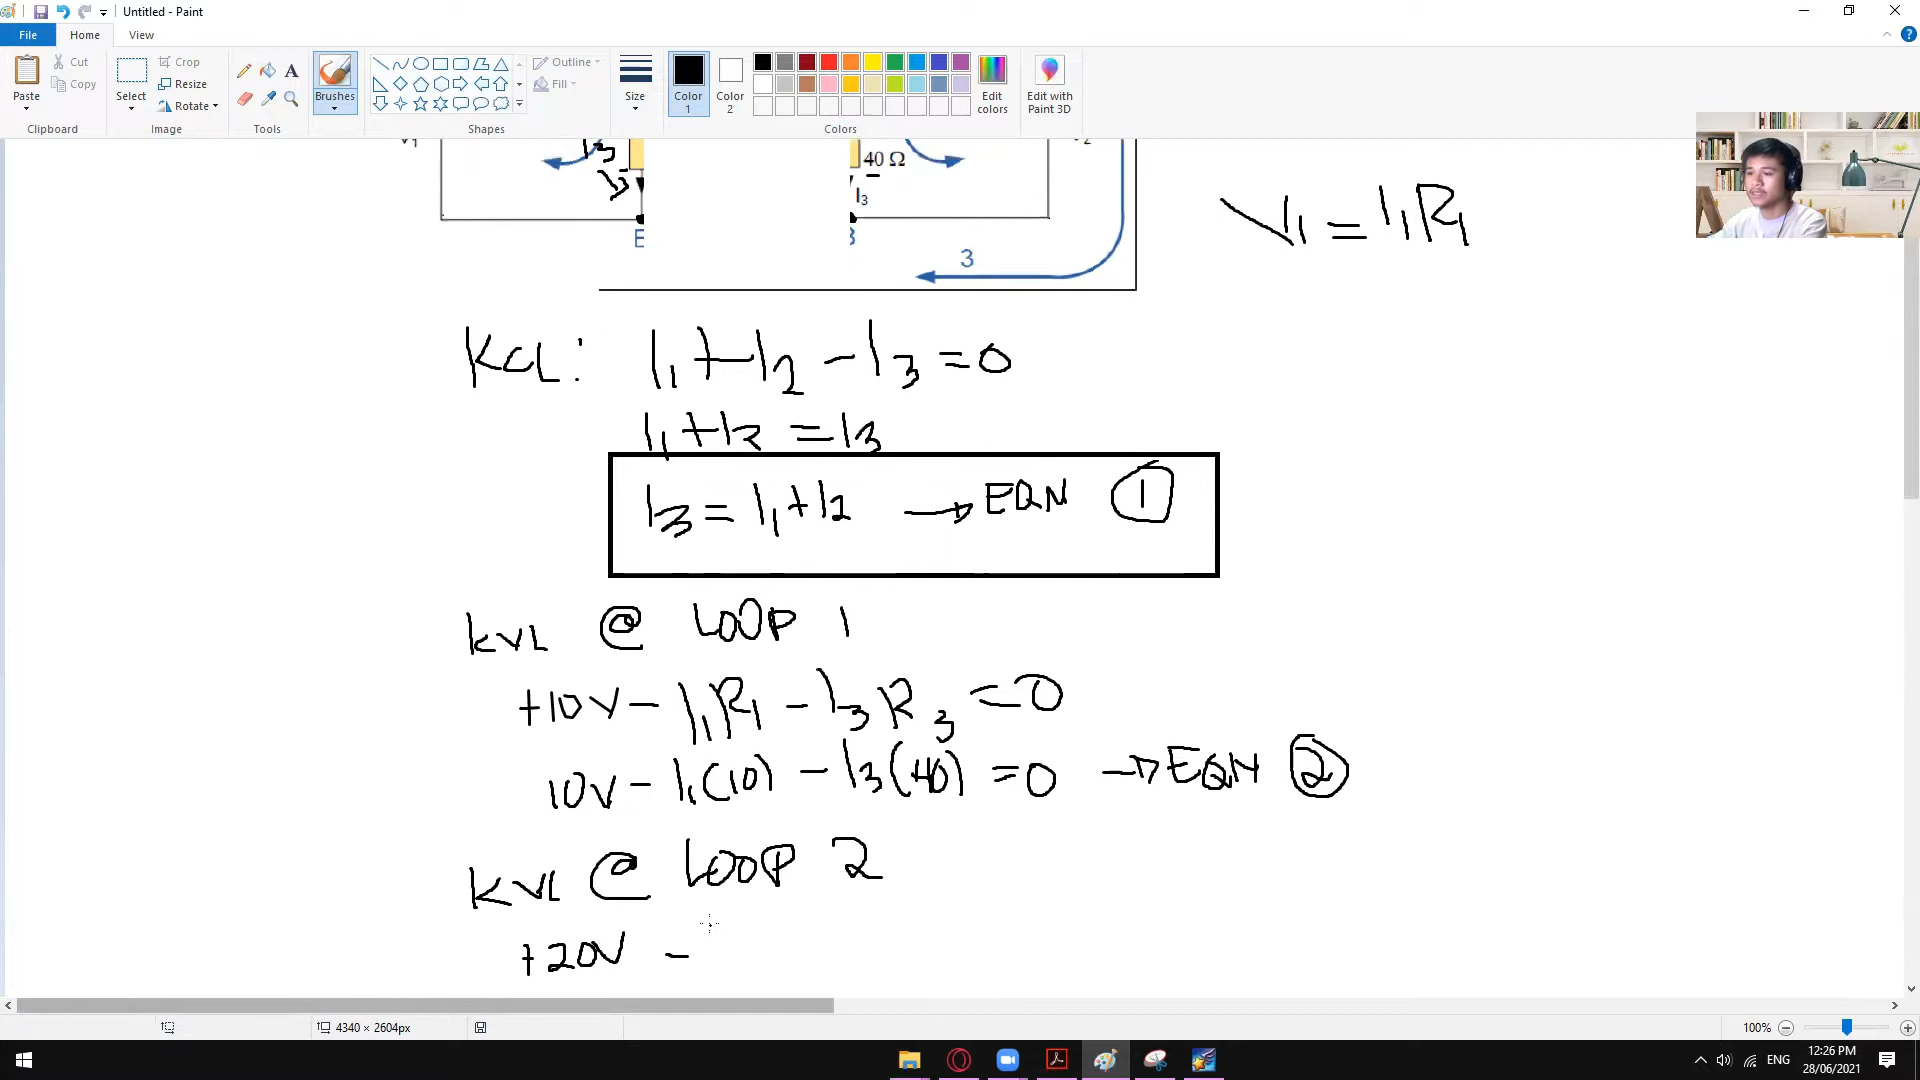 Untitled - Paint
File Home View
Paste
Cut
Copy
Clipboard
Select
Crop
Resize
Rotate
Image
Tools
Brushes
Shapes
Outline
Fill
Size
Color 1
Color 2
Edit colors
Edit with Paint 3D
Colors
V1
I3
I3
E
40 Ω
I3
3
V1 = I1R1
KCL: I1 + I2 - I3 = 0
I1 + I2 = I3
I3 = I1 + I2 → EQN 1
KVL @ LOOP 1
+10V - I1R1 - I3R3 = 0
10V - I1(10) - I3(40) = 0 → EQN 2
KVL @ LOOP 2
+20V -
4340 × 2604px
100%
ENG
12:26 PM
28/06/2021